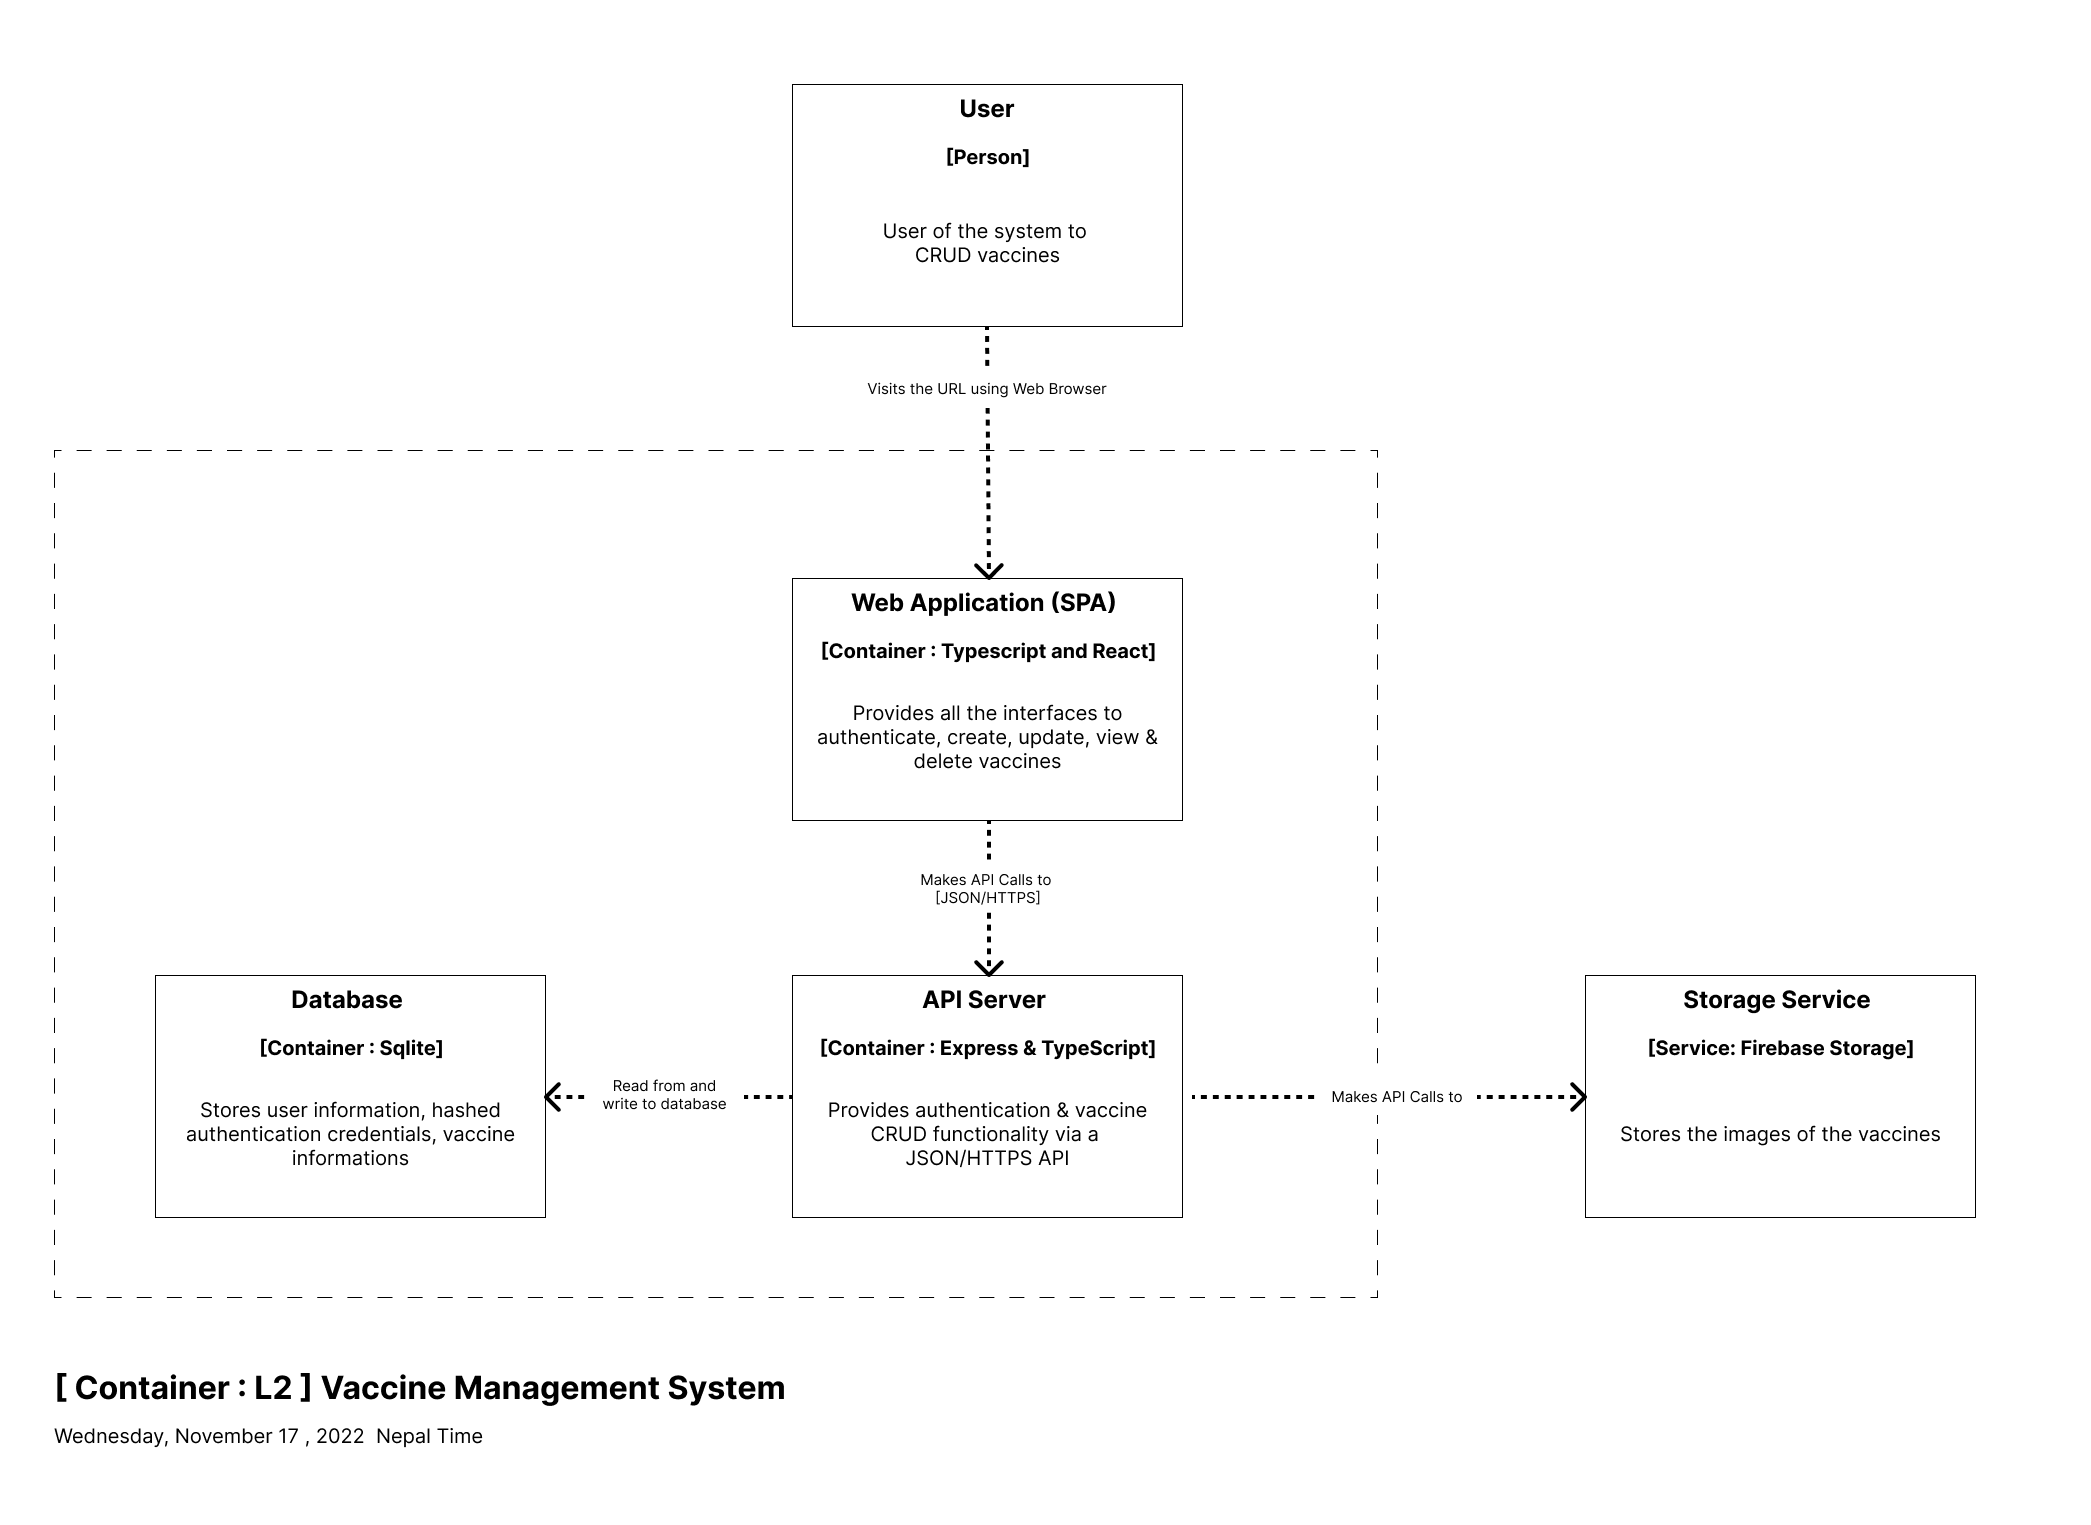 User
[Person]
User of the system to
CRUD vaccines
Visits the URL using Web Browser
Web Application (SPA)
[Container : Typescript and React]
Provides all the interfaces to
authenticate, create, update, view &
delete vaccines
Makes API Calls to
[JSON/HTTPS]
Database
[Container : Sqlite]
Stores user information, hashed
authentication credentials, vaccine
informations
Read from and
write to database
API Server
[Container : Express & TypeScript]
Provides authentication & vaccine
CRUD functionality via a
JSON/HTTPS API
Makes API Calls to
Storage Service
[Service: Firebase Storage]
Stores the images of the vaccines
[ Container : L2 ] Vaccine Management System
Wednesday, November 17 , 2022  Nepal Time